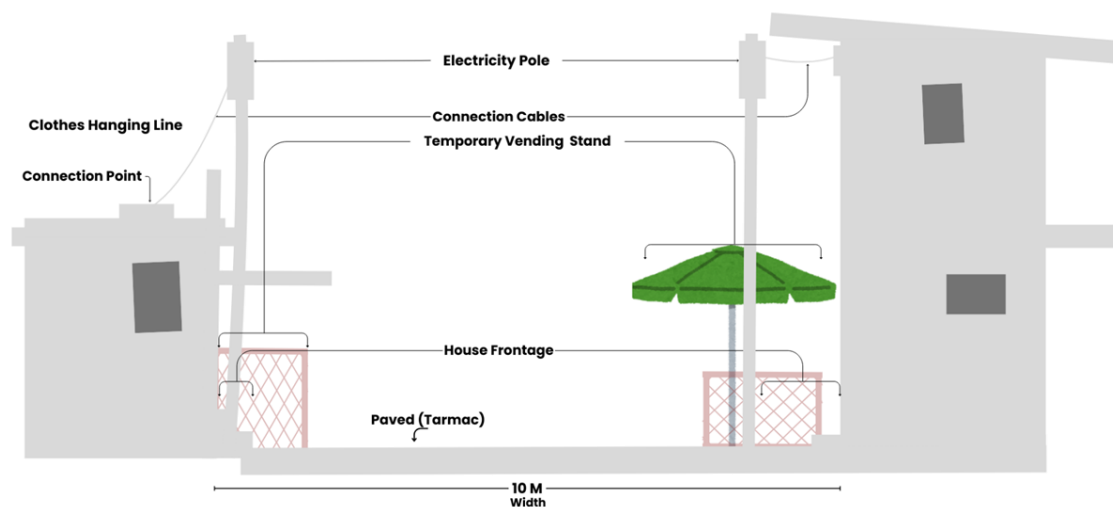 Electricity Pole
Connection Cables
Clothes Hanging Line
Temporary Vending Stand
Connection Point
House Frontage
Paved (Tarmac)
10 M
Width